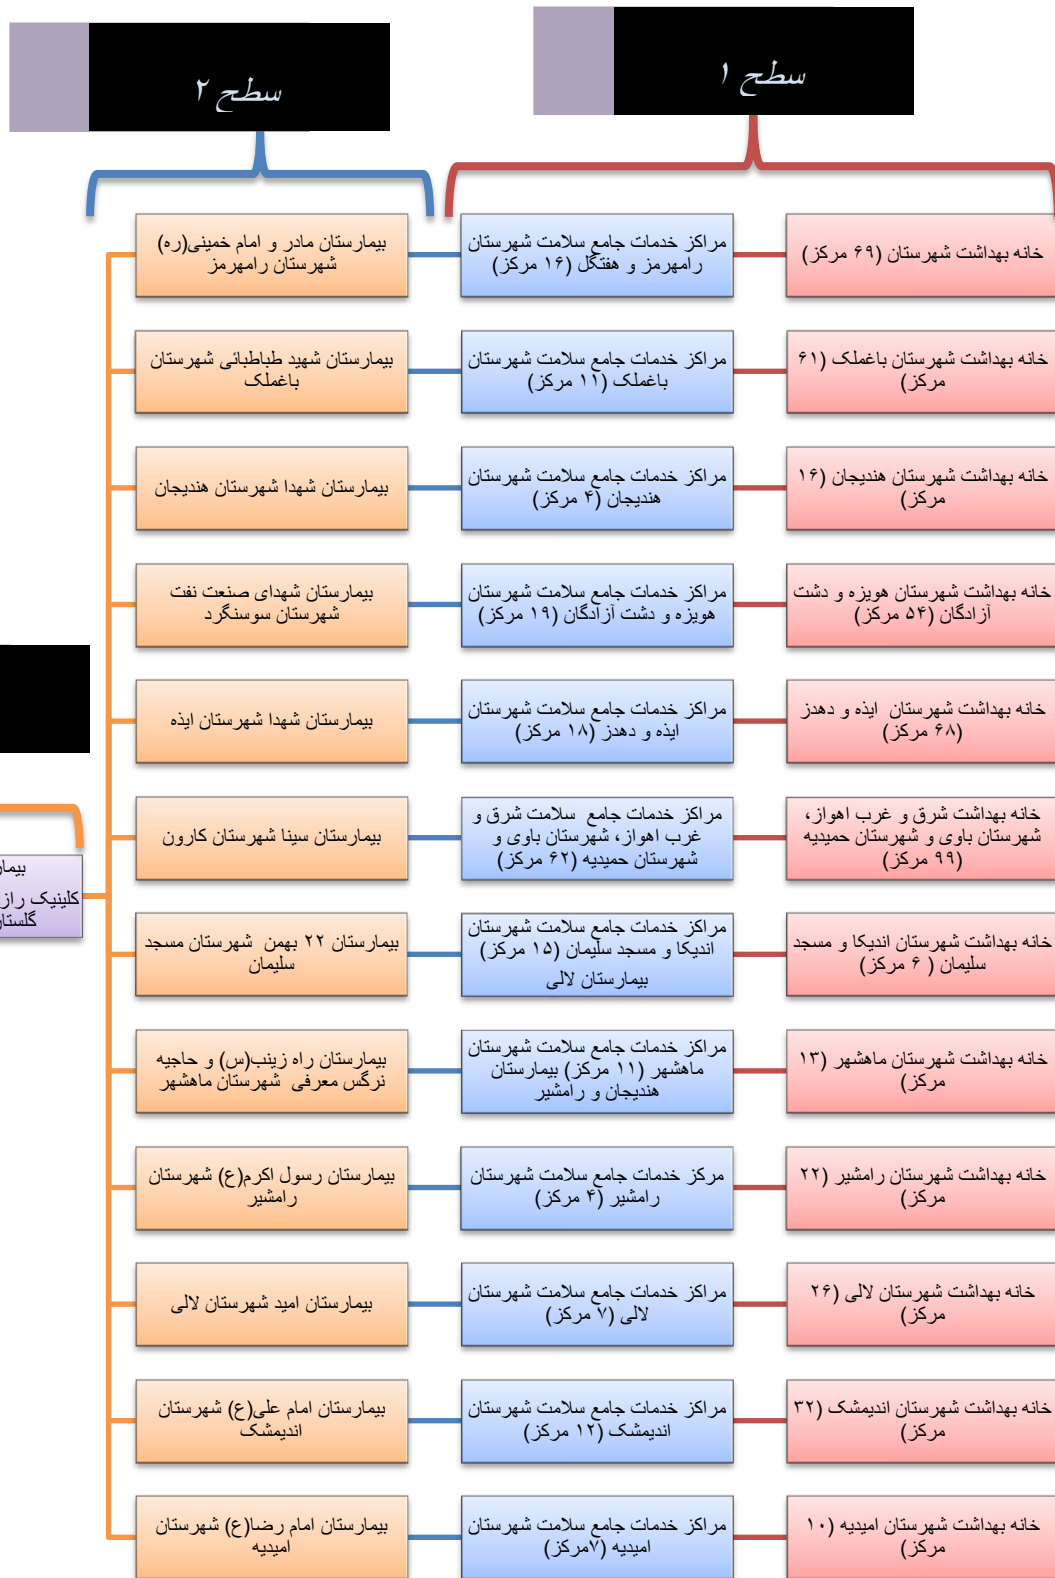 سطح ۱
سطح ۲
خانه بهداشت شهرستان (۶۹ مرکز)
مراکز خدمات جامع سلامت شهرستان
رامهرمز و هفتگل (۱۶ مرکز)
بیمارستان مادر و امام خمینی(ره)
شهرستان رامهرمز
خانه بهداشت شهرستان باغملک (۶۱
مرکز)
مراکز خدمات جامع سلامت شهرستان
باغملک (۱۱ مرکز)
بیمارستان شهید طباطبائی شهرستان
باغملک
خانه بهداشت شهرستان هندیجان (۱۶
مرکز)
مراکز خدمات جامع سلامت شهرستان
هندیجان (۴ مرکز)
بیمارستان شهدا شهرستان هندیجان
خانه بهداشت شهرستان هویزه و دشت
آزادگان (۵۴ مرکز)
مراکز خدمات جامع سلامت شهرستان
هویزه و دشت آزادگان (۱۹ مرکز)
بیمارستان شهدای صنعت نفت
شهرستان سوسنگرد
خانه بهداشت شهرستان ایذه و دهدز
(۶۸ مرکز)
مراکز خدمات جامع سلامت شهرستان
ایذه و دهدز (۱۸ مرکز)
بیمارستان شهدا شهرستان ایذه
خانه بهداشت شرق و غرب اهواز،
شهرستان باوی و شهرستان حمیدیه
(۹۹ مرکز)
مراکز خدمات جامع سلامت شرق و
غرب اهواز، شهرستان باوی و
شهرستان حمیدیه (۶۲ مرکز)
بیمارستان سینا شهرستان کارون
خانه بهداشت شهرستان اندیکا و مسجد
سلیمان ( ۶ مرکز)
مراکز خدمات جامع سلامت شهرستان
اندیکا و مسجد سلیمان (۱۵ مرکز)
بیمارستان لالی
بیمارستان ۲۲ بهمن شهرستان مسجد
سلیمان
خانه بهداشت شهرستان ماهشهر (۱۳
مرکز)
مراکز خدمات جامع سلامت شهرستان
ماهشهر (۱۱ مرکز) بیمارستان
هندیجان و رامشیر
بیمارستان راه زینب(س) و حاجیه
نرگس معرفی شهرستان ماهشهر
خانه بهداشت شهرستان رامشیر (۲۲
مرکز)
مرکز خدمات جامع سلامت شهرستان
رامشیر (۴ مرکز)
بیمارستان رسول اکرم(ع) شهرستان
رامشیر
خانه بهداشت شهرستان لالی (۲۶
مرکز)
مراکز خدمات جامع سلامت شهرستان
لالی (۷ مرکز)
بیمارستان امید شهرستان لالی
خانه بهداشت شهرستان اندیمشک (۳۲
مرکز)
مراکز خدمات جامع سلامت شهرستان
اندیمشک (۱۲ مرکز)
بیمارستان امام علی(ع) شهرستان
اندیمشک
خانه بهداشت شهرستان امیدیه (۱۰
مرکز)
مراکز خدمات جامع سلامت شهرستان
امیدیه (۷مرکز)
بیمارستان امام رضا(ع) شهرستان
امیدیه
کلینیک